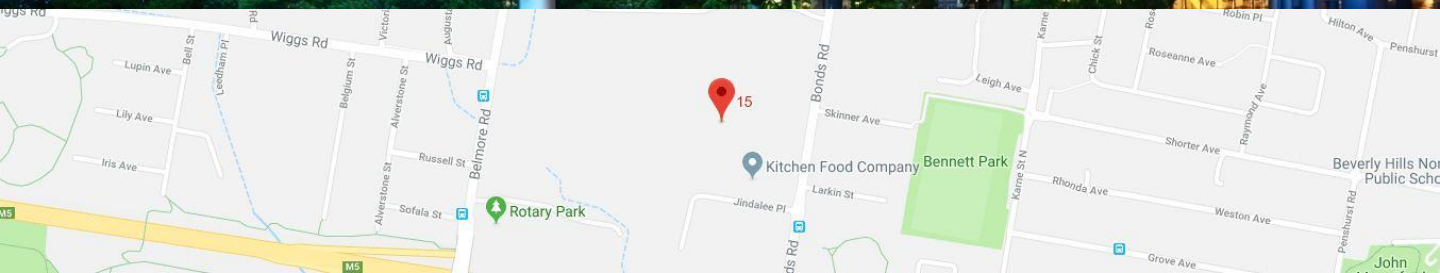 Wiggs Rd
Wiggs Rd
Lupin Ave
Bell St
Leedham Pl
Belgium St
Alverstone St
Lily Ave
Iris Ave
Russell St
Alverstone St
Sofala St
Belmore Rd
Rotary Park
M5
M5
15
Bonds Rd
Skinner Ave
Kitchen Food Company
Larkin St
Jindalee Pl
Bennett Park
Leigh Ave
Karne St N
Chick St
Robin Pl
Roseanne Ave
Hilton Ave
Penshurst
Raymond Ave
Shorter Ave
Beverly Hills Nor
Public Scho
Rhonda Ave
Weston Ave
Penshurst Rd
Grove Ave
John